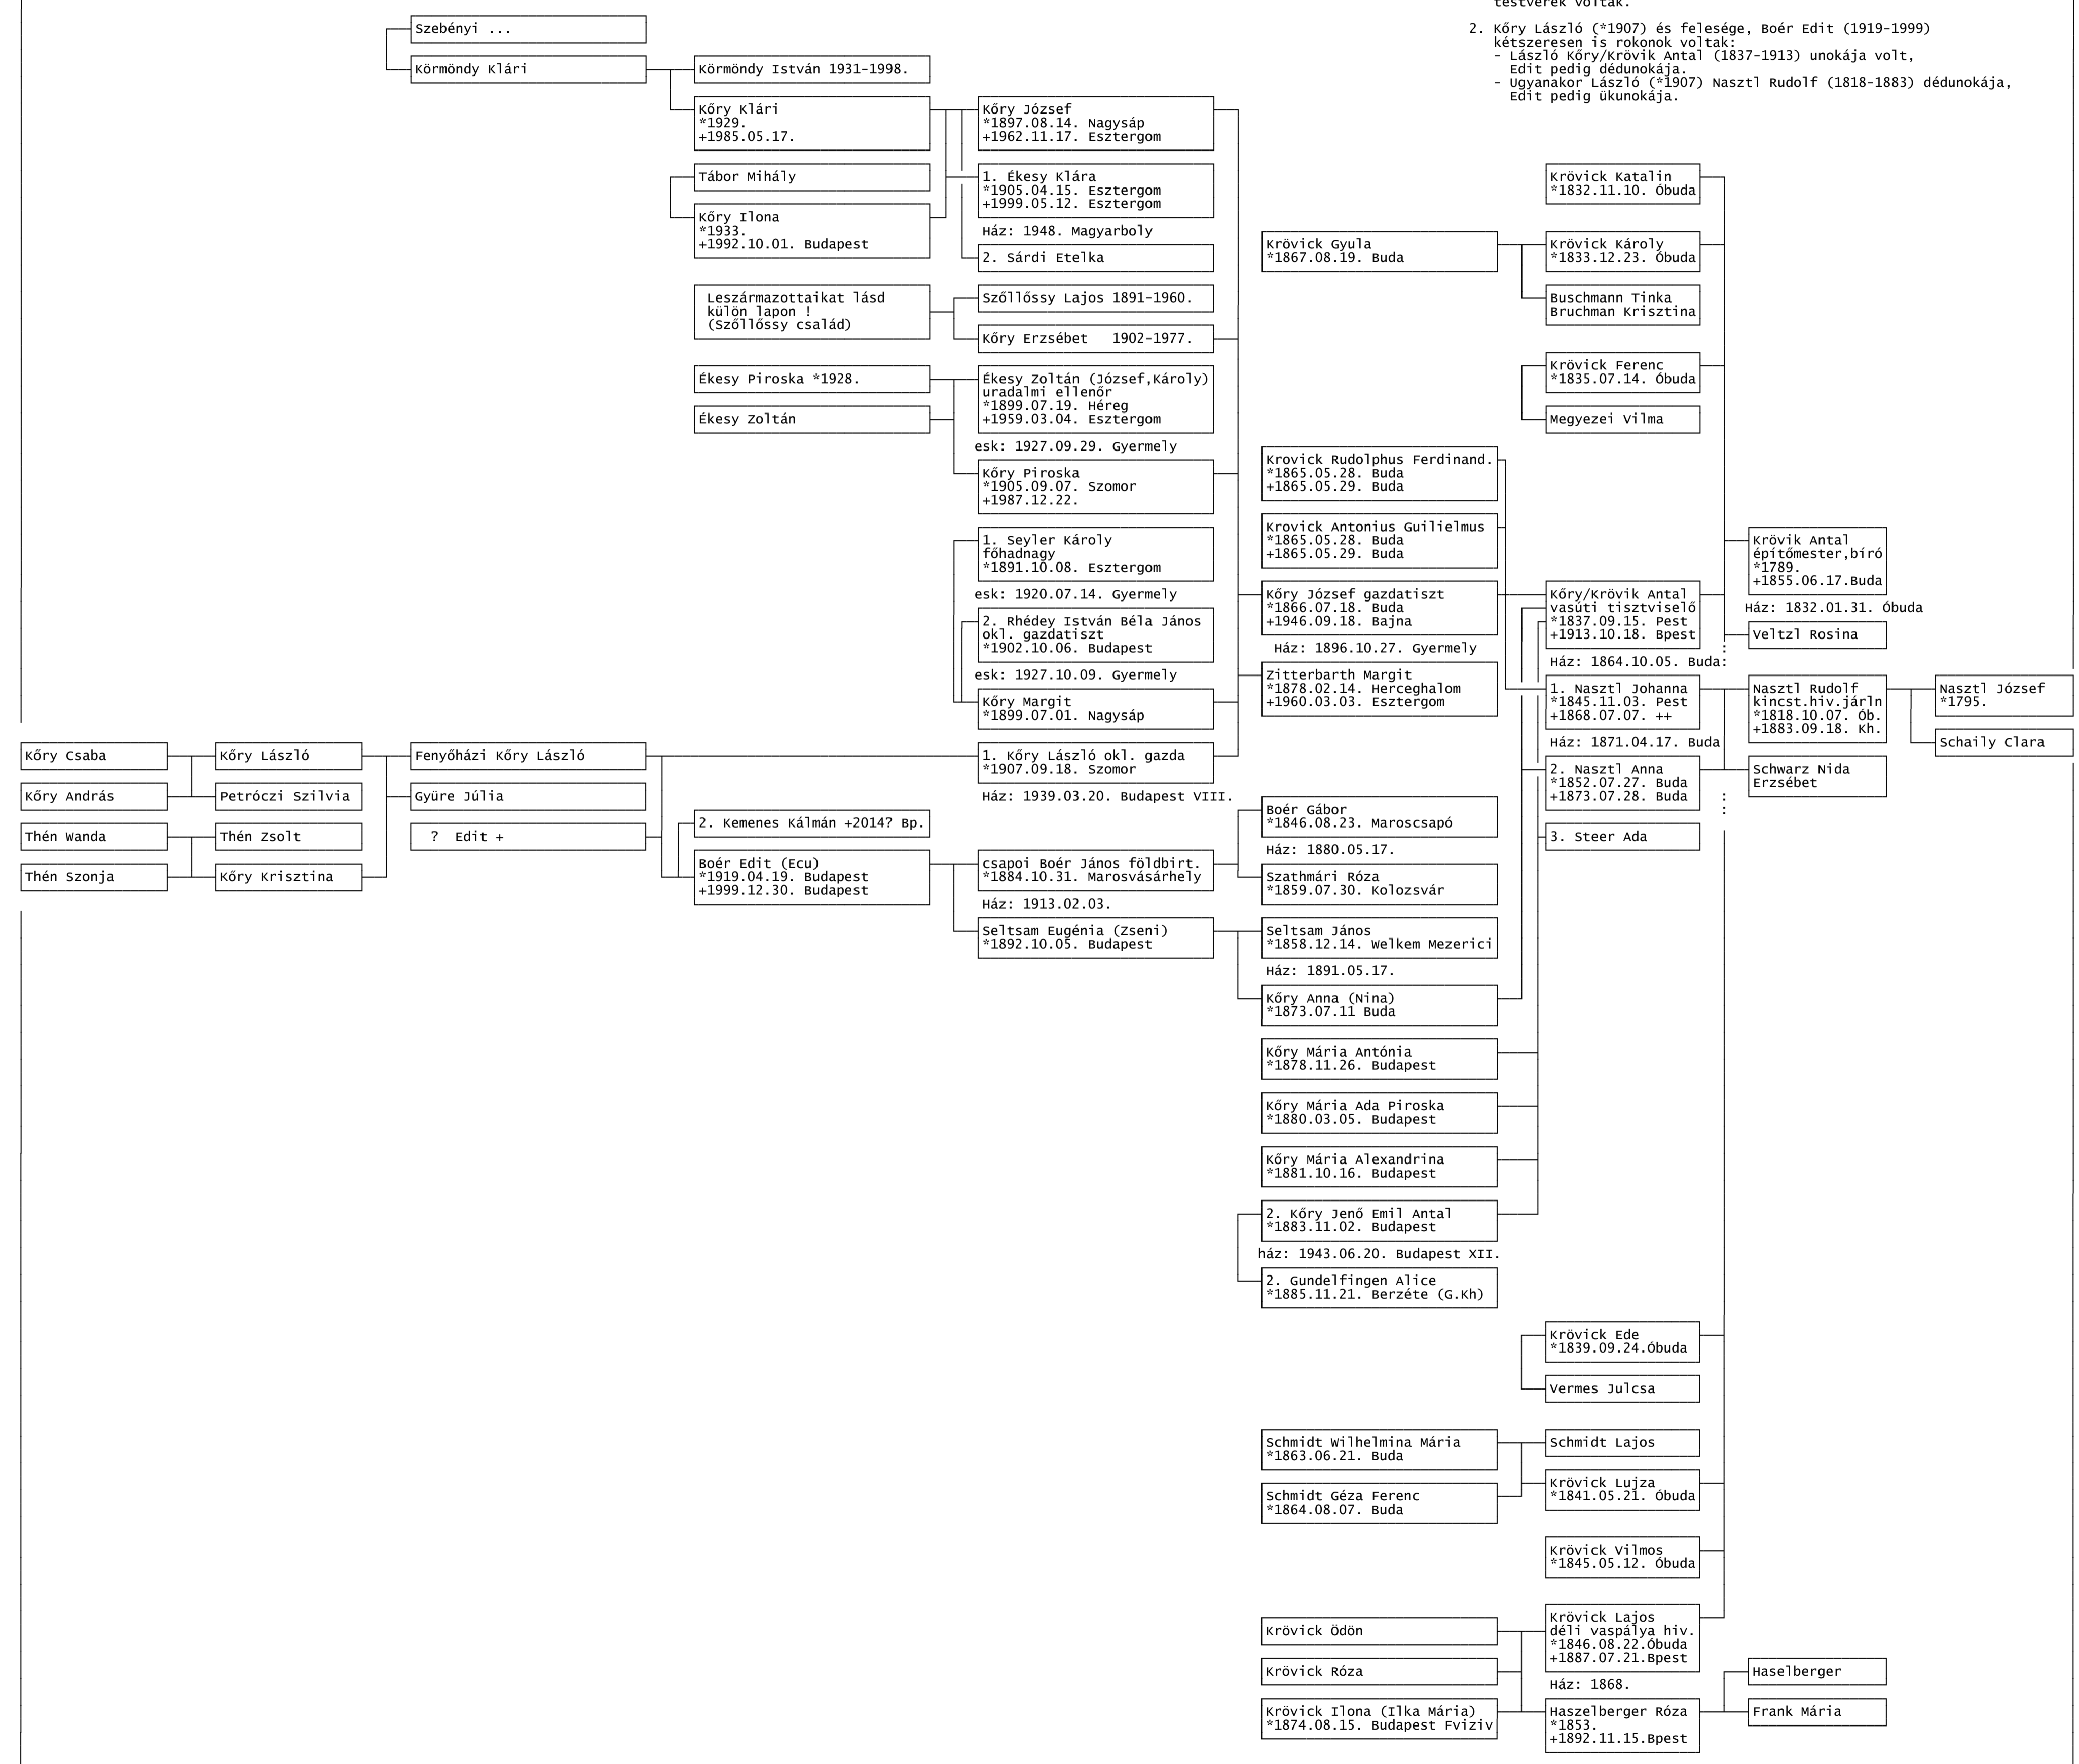 testvérek voltak.
2. Kőry László (*1907) és felesége, Boér Edit (1919-1999)
kétszeresen is rokonok voltak:
- László Kőry/Krövik Antal (1837-1913) unokája volt,
Edit pedig dédunokája.
- Ugyanakor László (*1907) Nasztl Rudolf (1818-1883) dédunokája,
Edit pedig ükunokája.
Szebényi ...
Körmöndy Klári
Körmöndy István 1931-1998.
Kőry Klári
*1929.
+1985.05.17.
Tábor Mihály
Kőry Ilona
*1933.
+1992.10.01. Budapest
Leszármazottaikat lásd
külön lapon !
(Szőllőssy család)
Ékesy Piroska *1928.
Ékesy Zoltán
Kőry József
*1897.08.14. Nagysáp
+1962.11.17. Esztergom
1. Ékesy Klára
*1905.04.15. Esztergom
+1999.05.12. Esztergom
Ház: 1948. Magyarboly
2. Sárdi Etelka
Szőllőssy Lajos 1891-1960.
Kőry Erzsébet 1902-1977.
Ékesy Zoltán (József,Károly)
uradalmi ellenőr
*1899.07.19. Héreg
+1959.03.04. Esztergom
esk: 1927.09.29. Gyermely
Kőry Piroska
*1905.09.07. Szomor
+1987.12.22.
1. Seyler Károly
főhadnagy
*1891.10.08. Esztergom
esk: 1920.07.14. Gyermely
2. Rhédey István Béla János
okl. gazdatiszt
*1902.10.06. Budapest
esk: 1927.10.09. Gyermely
Kőry Margit
*1899.07.01. Nagysáp
Krövick Gyula
*1867.08.19. Buda
Krovick Rudolphus Ferdinand.
*1865.05.28. Buda
+1865.05.29. Buda
Krovick Antonius Guilielmus
*1865.05.28. Buda
+1865.05.29. Buda
Kőry József gazdatiszt
*1866.07.18. Buda
+1946.09.18. Bajna
Ház: 1896.10.27. Gyermely
Zitterbarth Margit
*1878.02.14. Herceghalom
+1960.03.03. Esztergom
Krövick Katalin
*1832.11.10. Óbuda
Krövick Károly
*1833.12.23. Óbuda
Buschmann Tinka
Bruchman Krisztina
Krövick Ferenc
*1835.07.14. Óbuda
Megyezei Vilma
Kőry/Krövik Antal
vasúti tisztviselő
*1837.09.15. Pest
+1913.10.18. Bpest
Ház: 1864.10.05. Buda:
1. Nasztl Johanna
*1845.11.03. Pest
+1868.07.07. ++
Ház: 1871.04.17. Buda
2. Nasztl Anna
*1852.07.27. Buda
+1873.07.28. Buda
3. Steer Ada
Krövik Antal
építőmester,bíró
*1789.
+1855.06.17.Buda
Ház: 1832.01.31. Óbuda
Veltzl Rosina
Nasztl Rudolf
kincst.hiv.járln
*1818.10.07. Ób.
+1883.09.18. Kh.
Schwarz Nida
Erzsébet
Nasztl József
*1795.
Schaily Clara
Kőry Csaba
Kőry András
Thén Wanda
Thén Szonja
Kőry László
Petróczi Szilvia
Thén Zsolt
Kőry Krisztina
Fenyőházi Kőry László
Gyüre Júlia
? Edit +
2. Kemenes Kálmán +2014? Bp.
Boér Edit (Ecu)
*1919.04.19. Budapest
+1999.12.30. Budapest
1. Kőry László okl. gazda
*1907.09.18. Szomor
Ház: 1939.03.20. Budapest VIII.
csapoi Boér János földbirt.
*1884.10.31. Marosvásárhely
Ház: 1913.02.03.
Seltsam Eugénia (Zseni)
*1892.10.05. Budapest
Boér Gábor
*1846.08.23. Maroscsapó
Ház: 1880.05.17.
Szathmári Róza
*1859.07.30. Kolozsvár
Seltsam János
*1858.12.14. Welkem Mezerici
Ház: 1891.05.17.
Kőry Anna (Nina)
*1873.07.11 Buda
Kőry Mária Antónia
*1878.11.26. Budapest
Kőry Mária Ada Piroska
*1880.03.05. Budapest
Kőry Mária Alexandrina
*1881.10.16. Budapest
2. Kőry Jenő Emil Antal
*1883.11.02. Budapest
ház: 1943.06.20. Budapest XII.
2. Gundelfingen Alice
*1885.11.21. Berzéte (G.Kh)
Krövick Ede
*1839.09.24.Óbuda
Vermes Julcsa
Schmidt Wilhelmina Mária
*1863.06.21. Buda
Schmidt Géza Ferenc
*1864.08.07. Buda
Schmidt Lajos
Krövick Lujza
*1841.05.21. Óbuda
Krövick Vilmos
*1845.05.12. Óbuda
Krövick Ödön
Krövick Róza
Krövick Ilona (Ilka Mária)
*1874.08.15. Budapest Fviziv
Krövick Lajos
déli vaspálya hiv.
*1846.08.22.Óbuda
+1887.07.21.Bpest
Ház: 1868.
Haszelberger Róza
*1853.
+1892.11.15.Bpest
Haselberger
Frank Mária